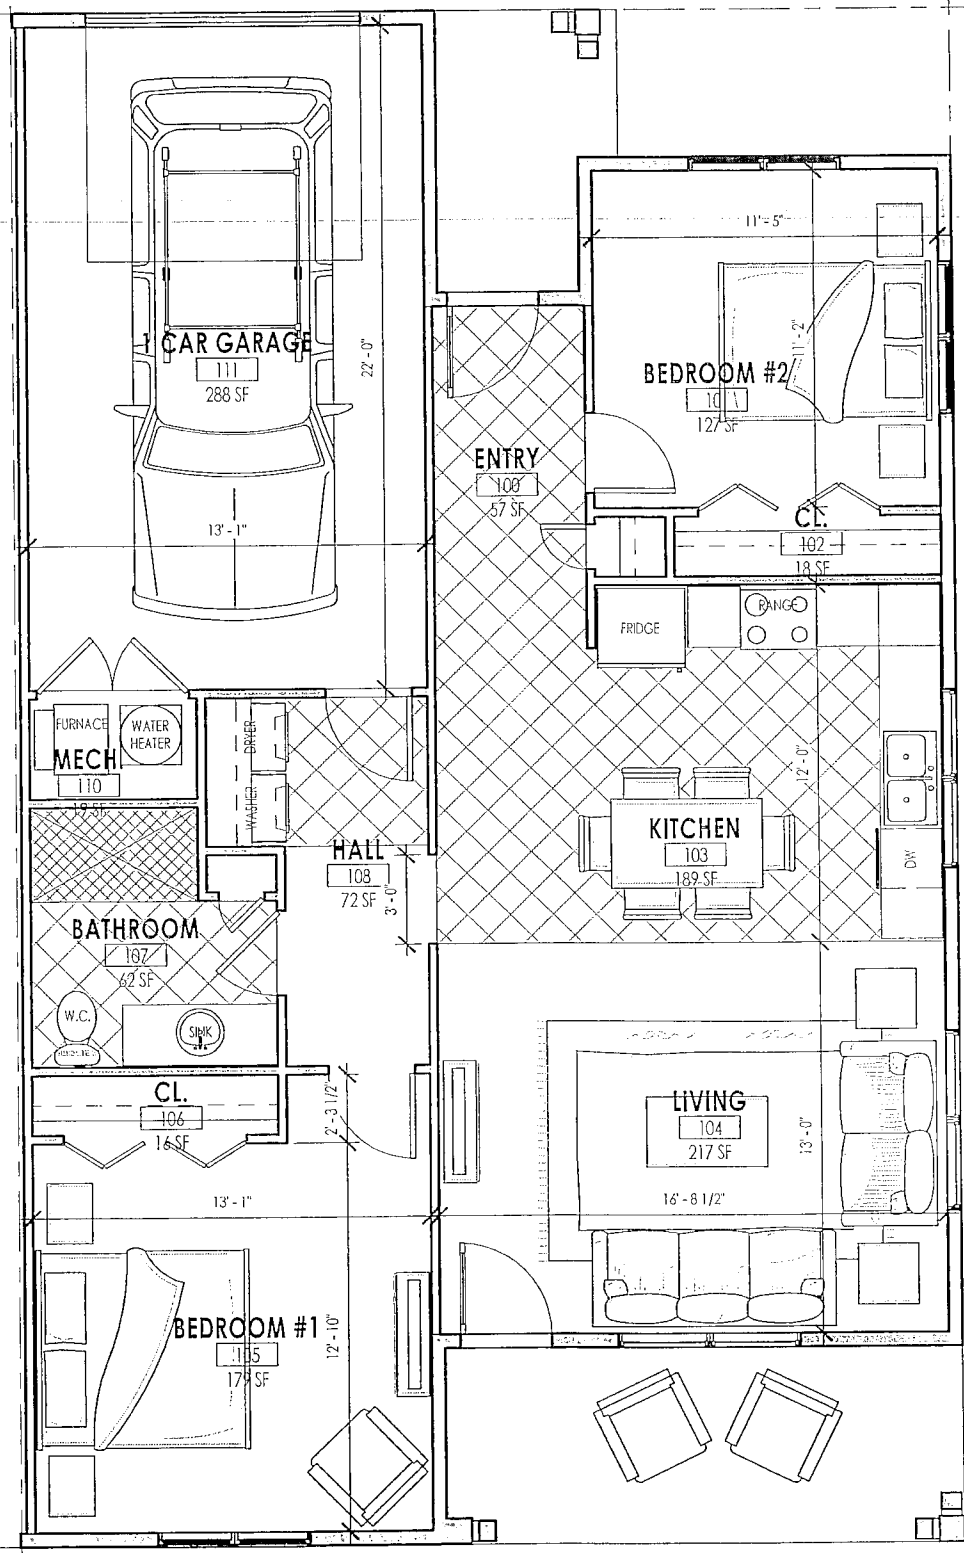 11' - 5"
1 CAR GARAGE
111
288 SF
22' - 0"
11' - 2"
BEDROOM #2
10
127 SF
ENTRY
100
57 SF
13' - 1"
CL.
102
18 SF
FRIDGE
RANGE
FURNACE
WATER
HEATER
MECH
110
19 SF
DRYER
WASHER
12' - 0"
KITCHEN
103
189 SF
DW
HALL
108
72 SF
3' - 0"
BATHROOM
107
62 SF
W.C.
SINK
CL.
106
16 SF
2' - 3 1/2"
LIVING
104
217 SF
13' - 0"
13' - 1"
16' - 8 1/2"
BEDROOM #1
105
179 SF
12' - 10"